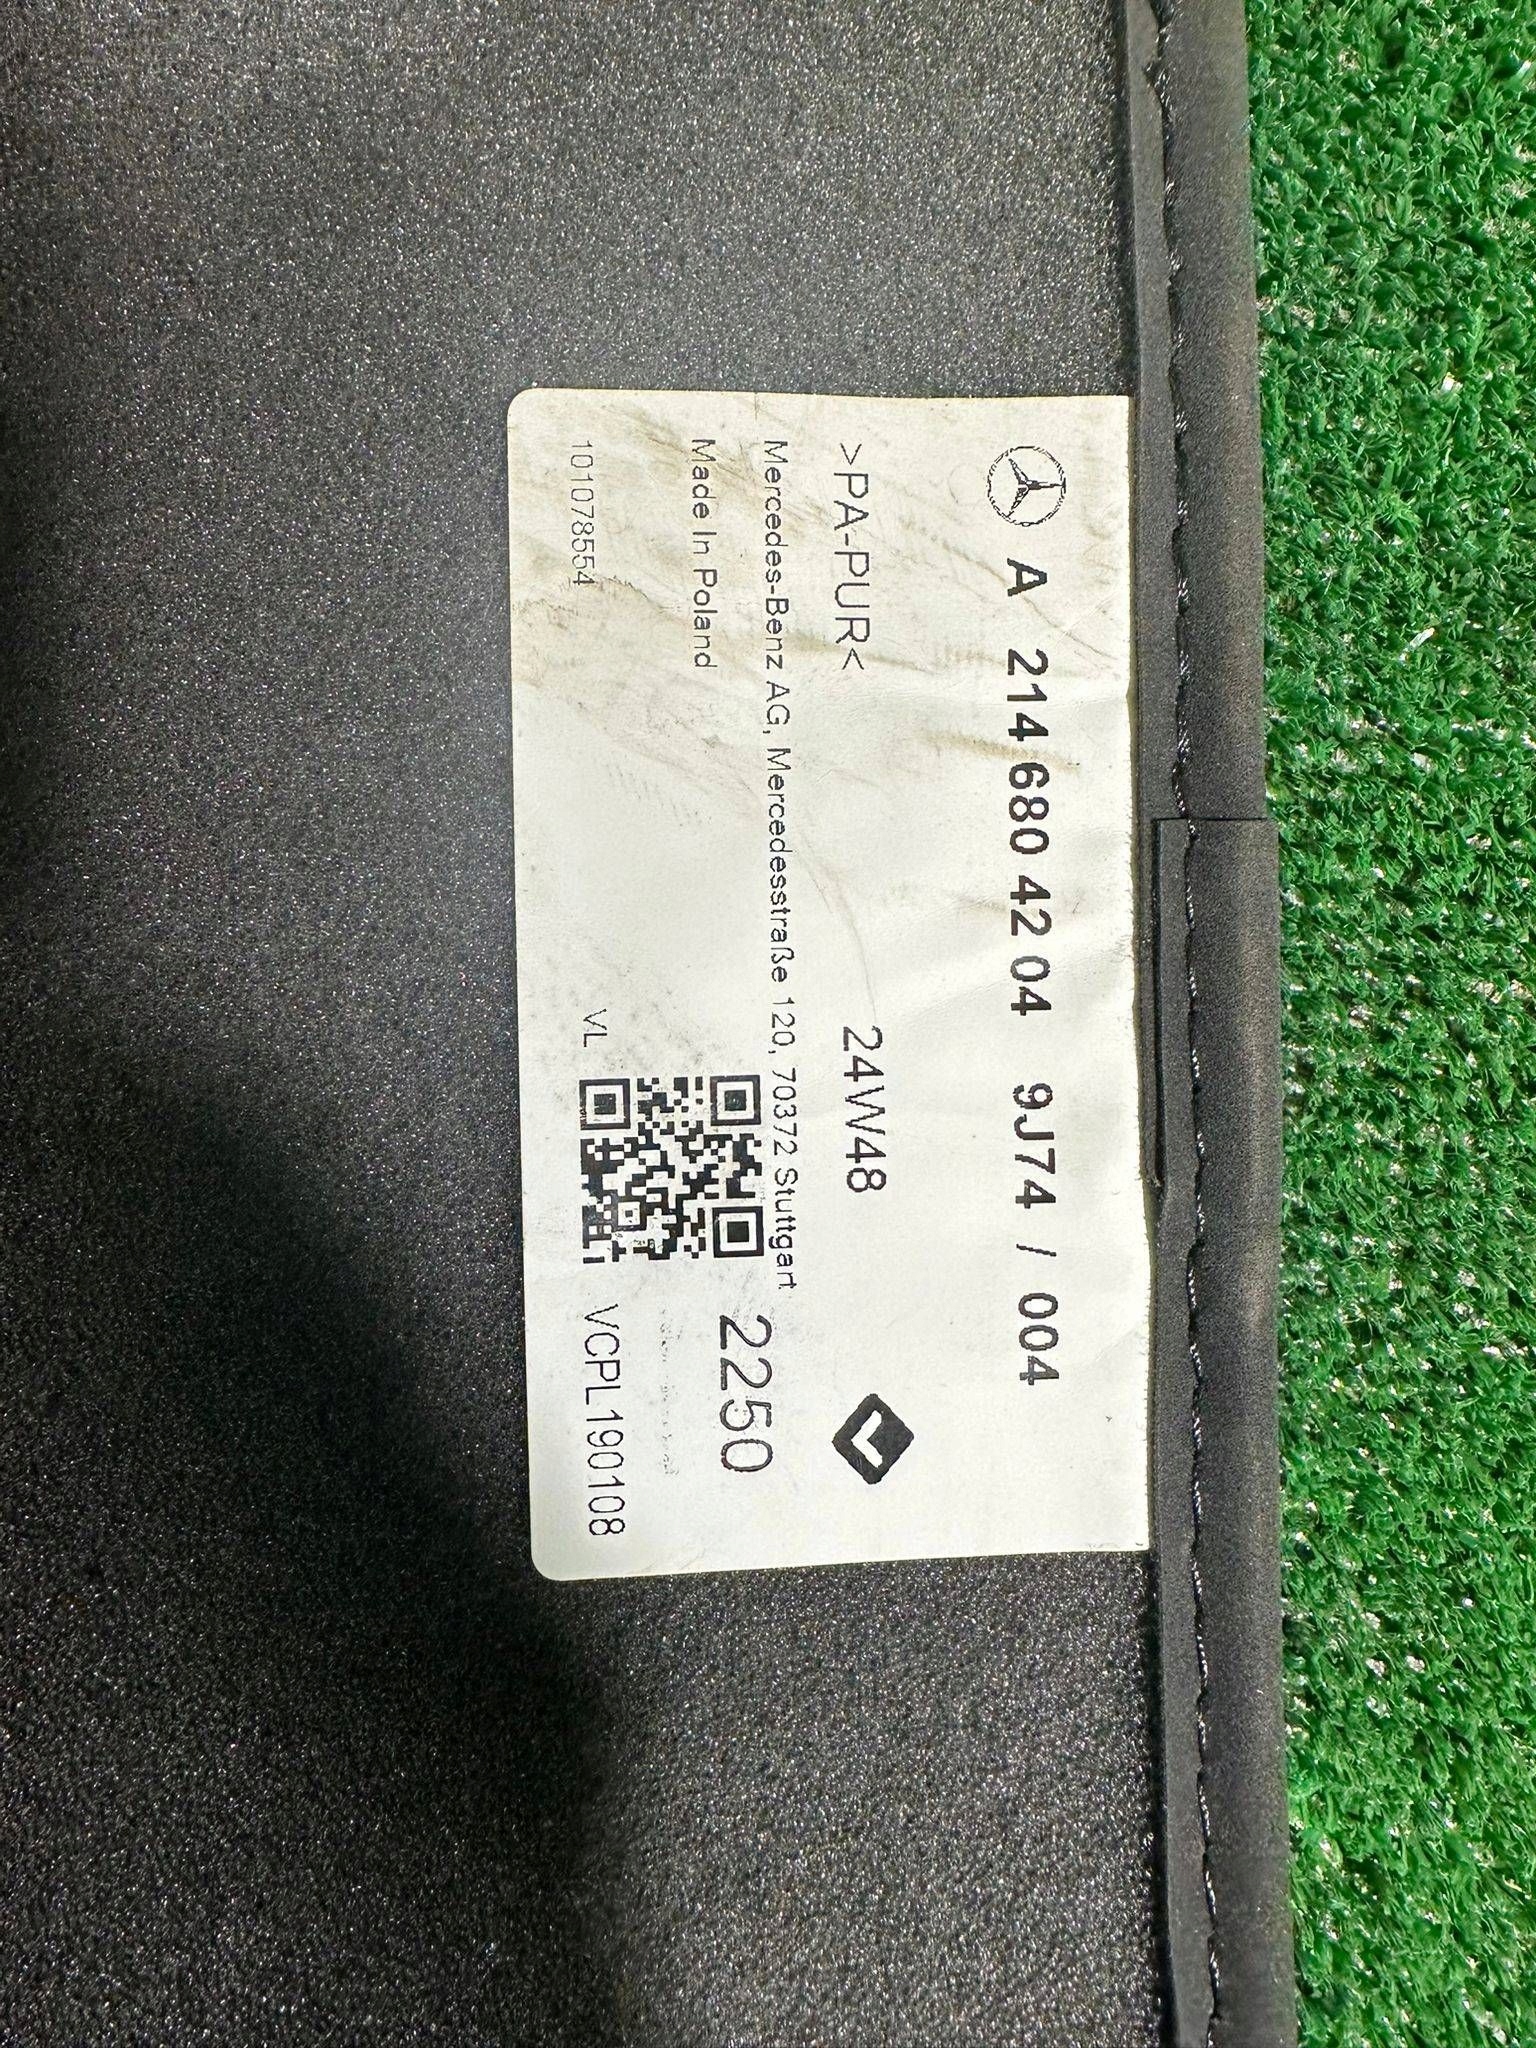 A 214 680 42 04 9J74 / 004
>PA-PUR< 24W48
Mercedes-Benz AG, Mercedesstraße 120, 70372 Stuttgart
Made In Poland 2250
101078554 VL VCPL190108